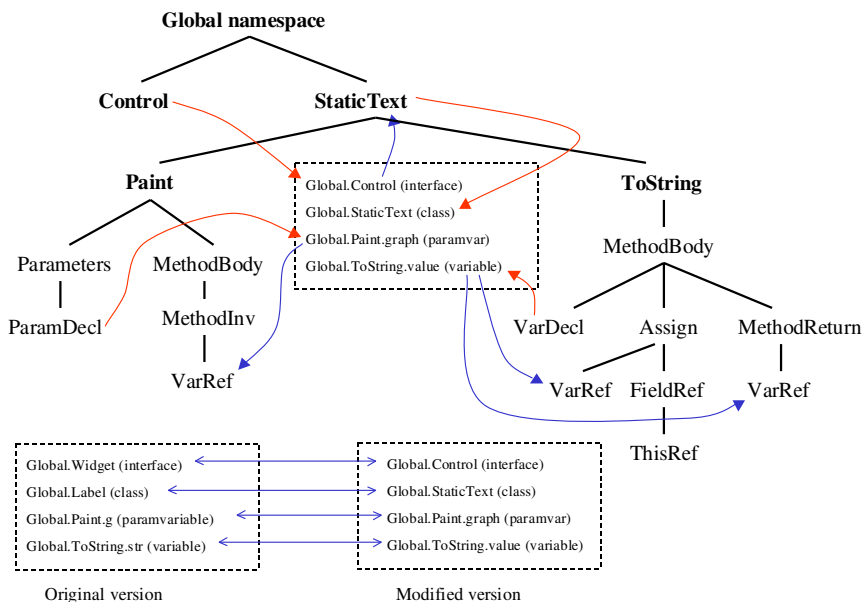 Global namespace
Control
StaticText
Paint
Global.Control (interface)
ToString
Global.StaticText (class)
Global.Paint.graph (paramvar)
MethodBody
Parameters
MethodBody
Global.ToString.value (variable)
ParamDecl
MethodInv
VarDecl
Assign
MethodReturn
VarRef
VarRef
FieldRef
VarRef
ThisRef
Global.Widget (interface)
Global.Control (interface)
Global.Label (class)
Global.StaticText (class)
Global.Paint.g (paramvariable)
Global.Paint.graph (paramvar)
Global.ToString.str (variable)
Global.ToString.value (variable)
Original version
Modified version